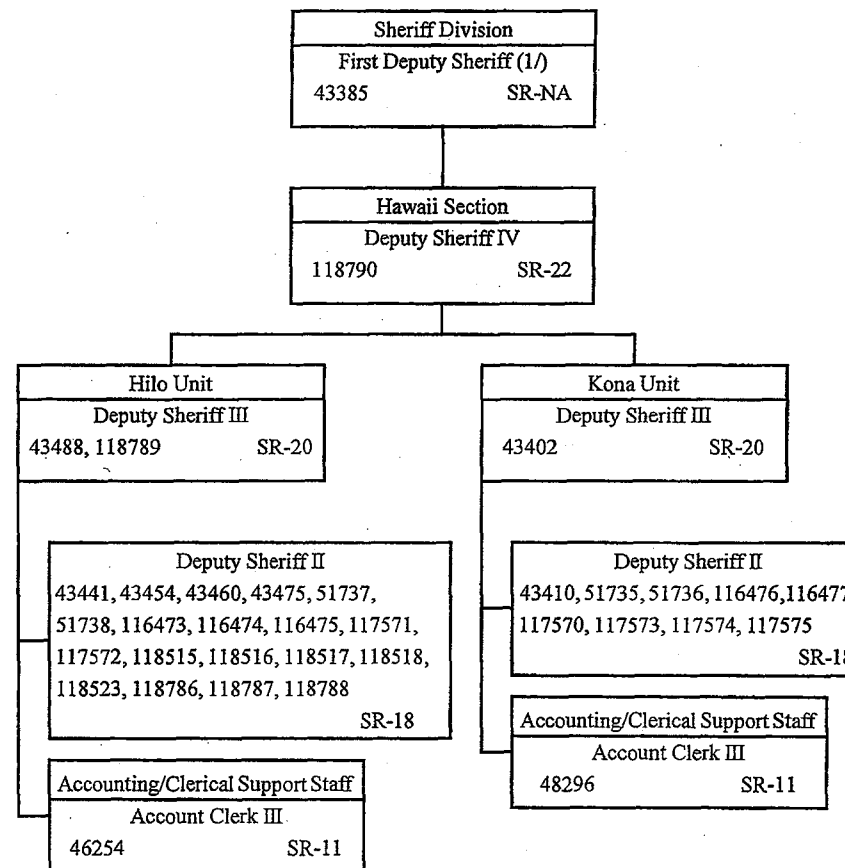 Sheriff Division
First Deputy Sheriff (1/)
43385 SR-NA
Hawaii Section
Deputy Sheriff IV
118790 SR-22
Hilo Unit
Deputy Sheriff III
43488, 118789 SR-20
Deputy Sheriff II
43441, 43454, 43460, 43475, 51737,
51738, 116473, 116474, 116475, 117571,
117572, 118515, 118516, 118517, 118518,
118523, 118786, 118787, 118788
SR-18
Accounting/Clerical Support Staff
Account Clerk III
46254 SR-11
Kona Unit
Deputy Sheriff III
43402 SR-20
Deputy Sheriff II
43410, 51735, 51736, 116476, 116477
117570, 117573, 117574, 117575
SR-18
Accounting/Clerical Support Staff
Account Clerk III
48296 SR-11